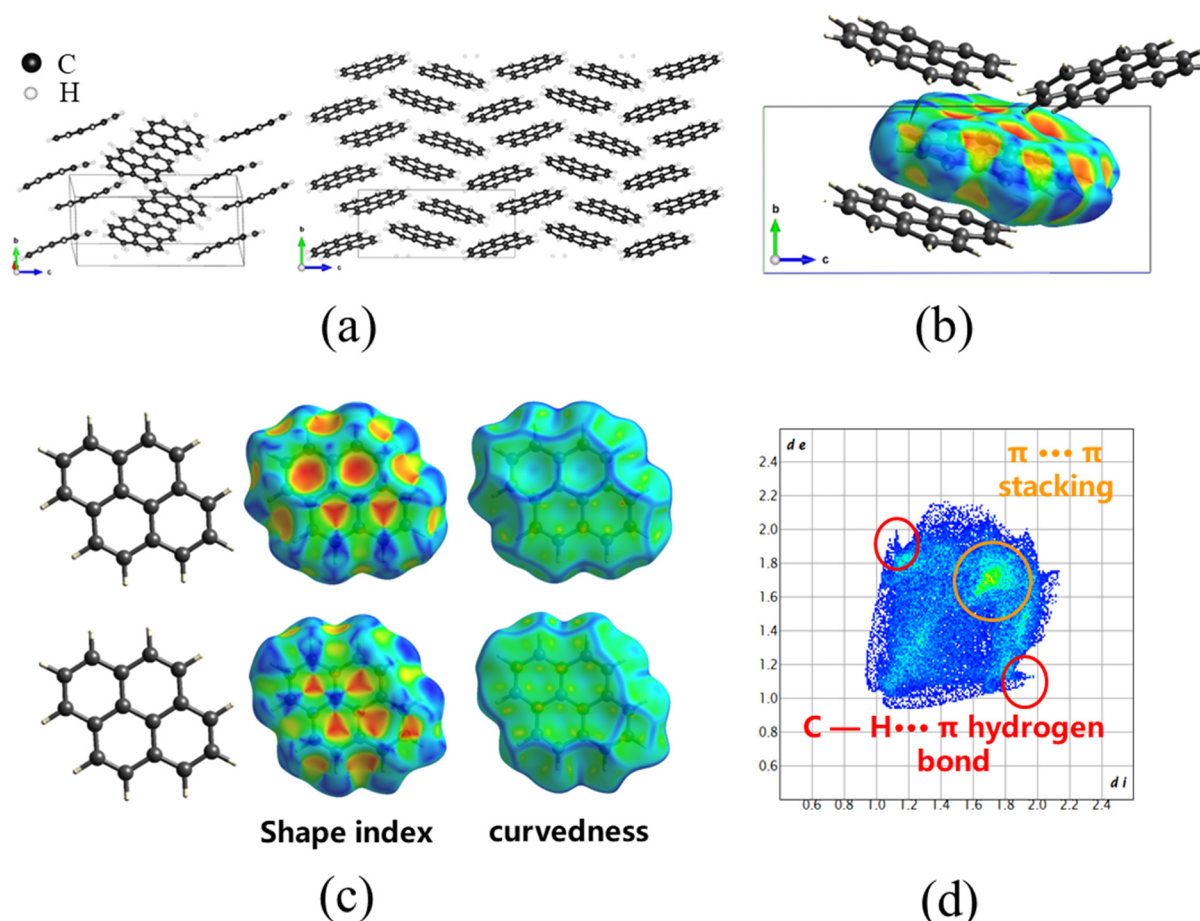 C
H
b
c
b
c
(a)
b
c
(b)
Shape index
curvedness
(c)
d e
2.4
2.2
2.0
1.8
1.6
1.4
1.2
1.0
0.8
0.6
π ••• π
stacking
C — H ••• π hydrogen
bond
d i
0.6 0.8 1.0 1.2 1.4 1.6 1.8 2.0 2.2 2.4
(d)